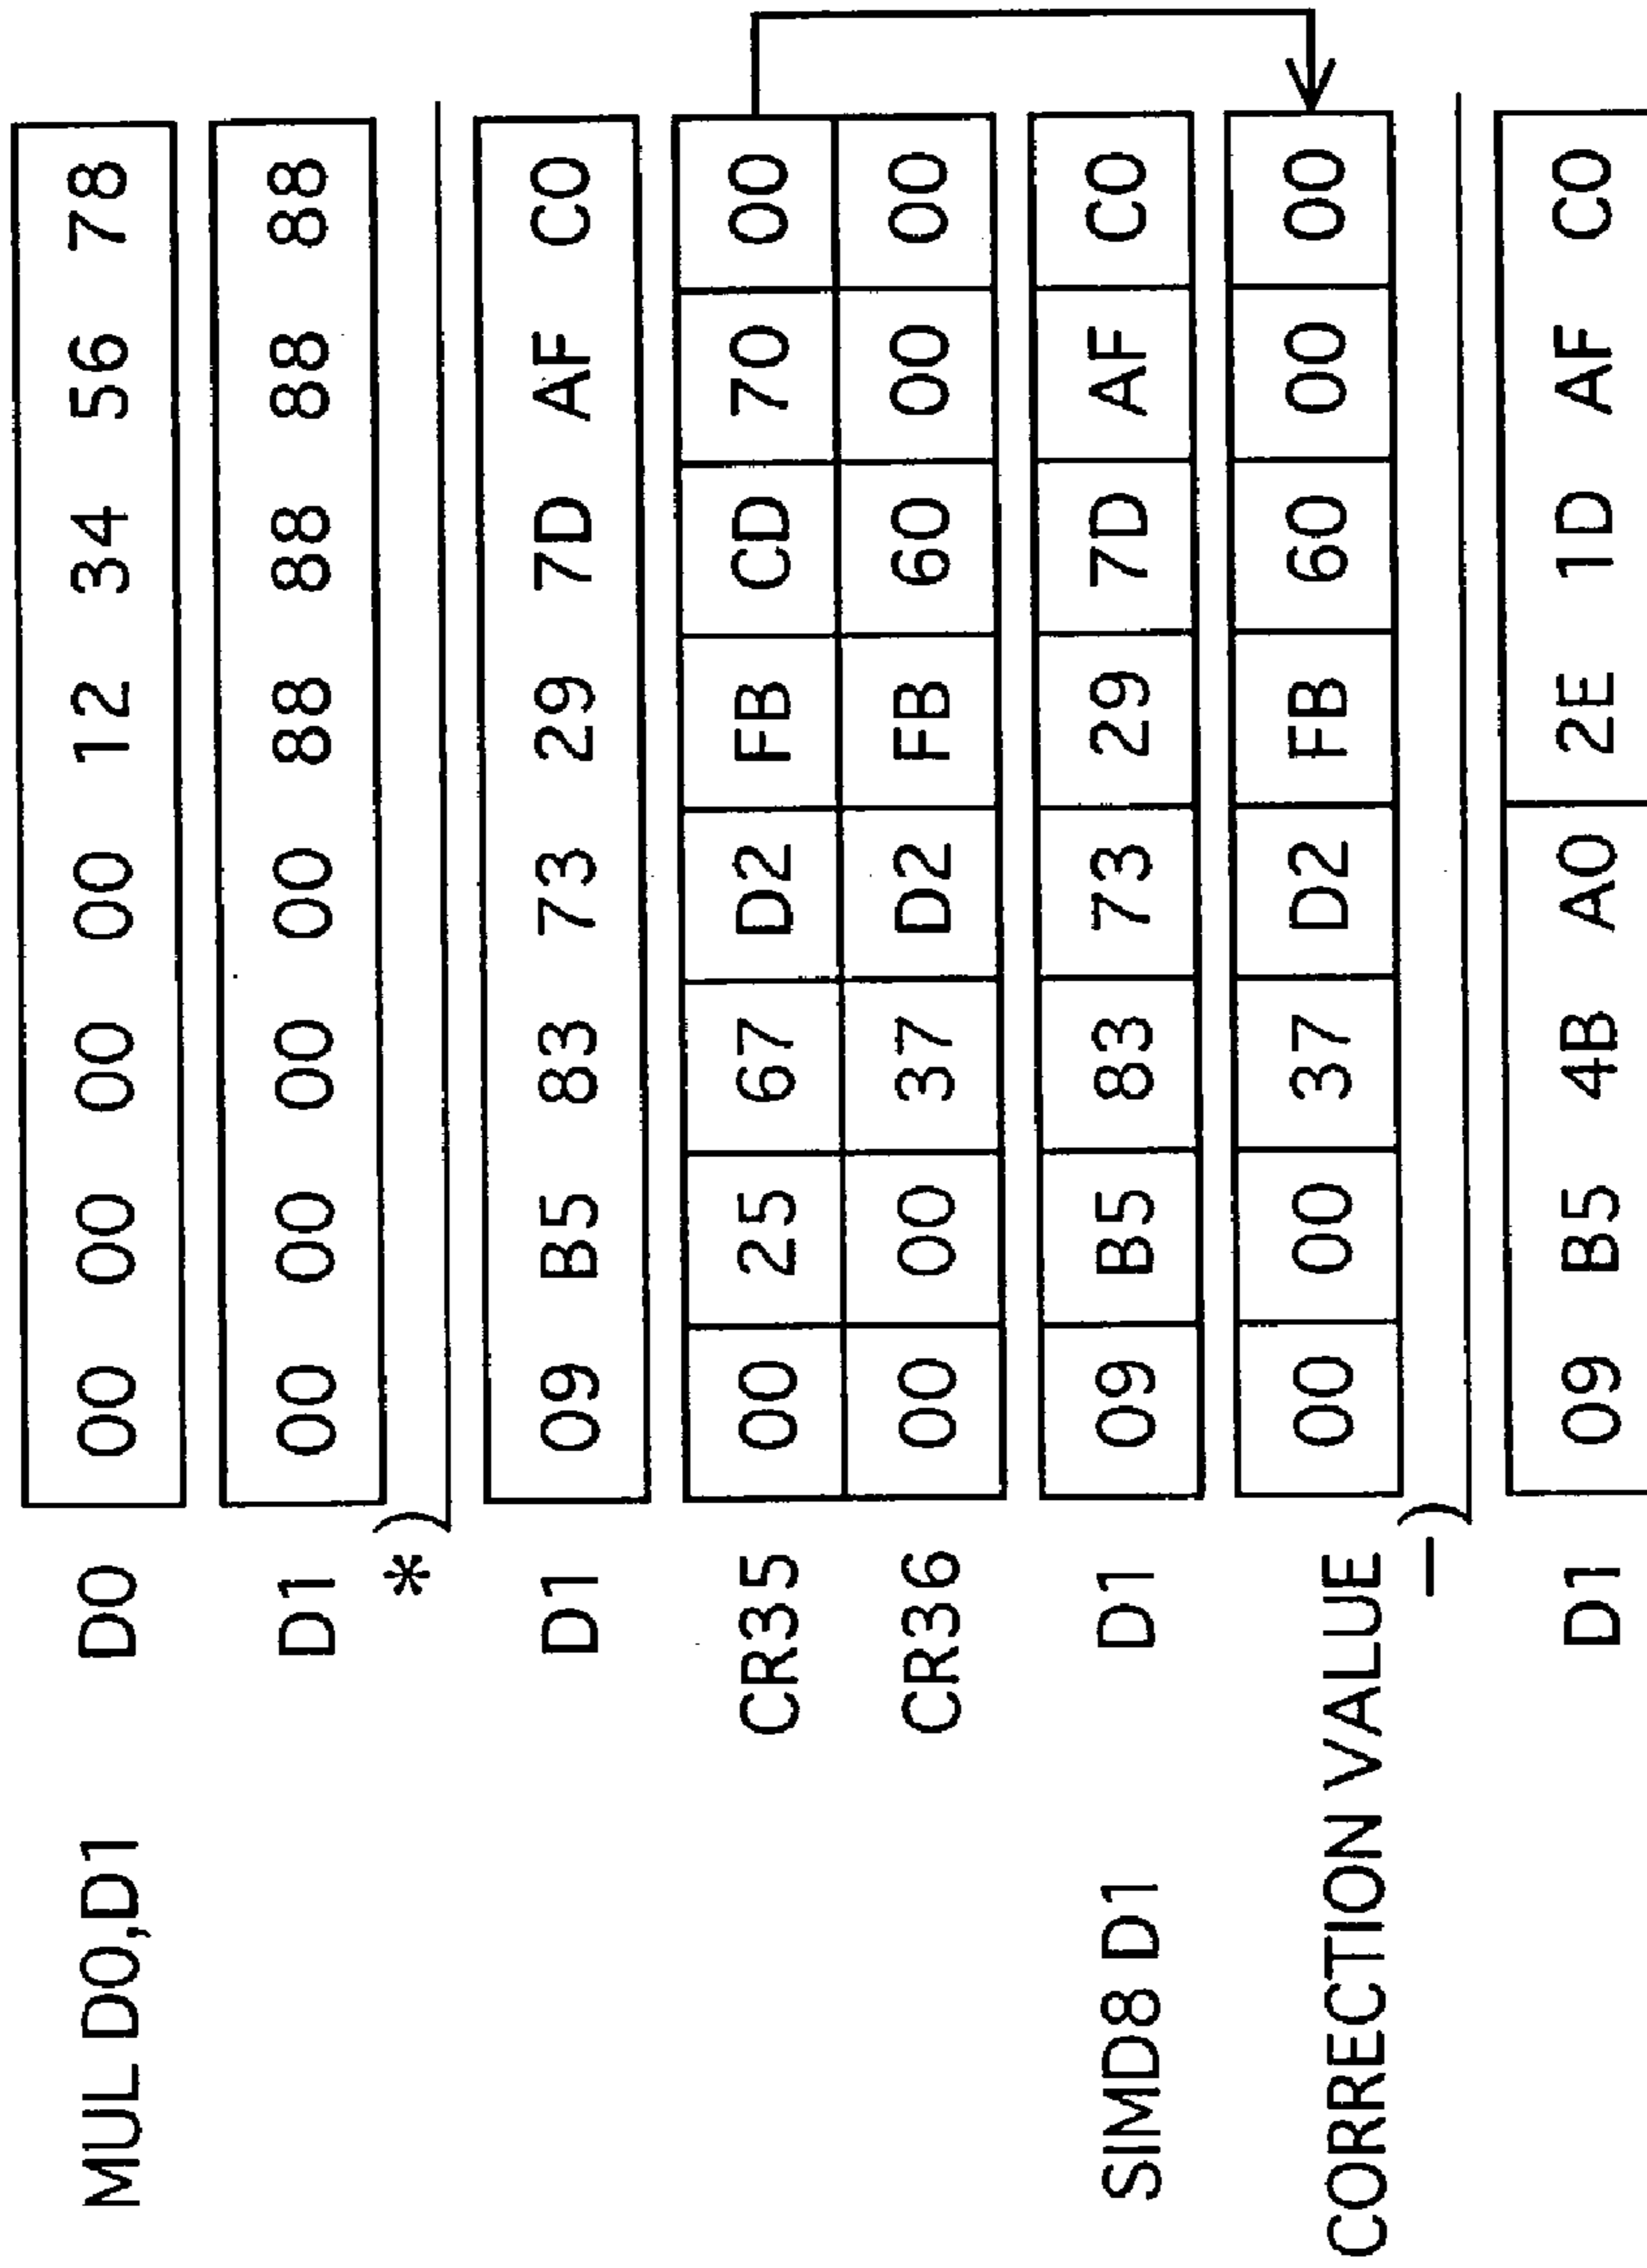 MUL D0,D1 D0 00 00 00 00 12 34 56 78
D1 00 00 00 00 88 88 88 88
*)
D1 09 B5 83 73 29 7D AF C0
CR35 00 25 67 D2 FB CD 70 00
CR36 00 00 37 D2 FB 60 00 00
SIMD8 D1 D1 09 B5 83 73 29 7D AF C0
CORRECTION VALUE 00 00 37 D2 FB 60 00 00
—)
D1 09 B5 4B A0 2E 1D AF C0